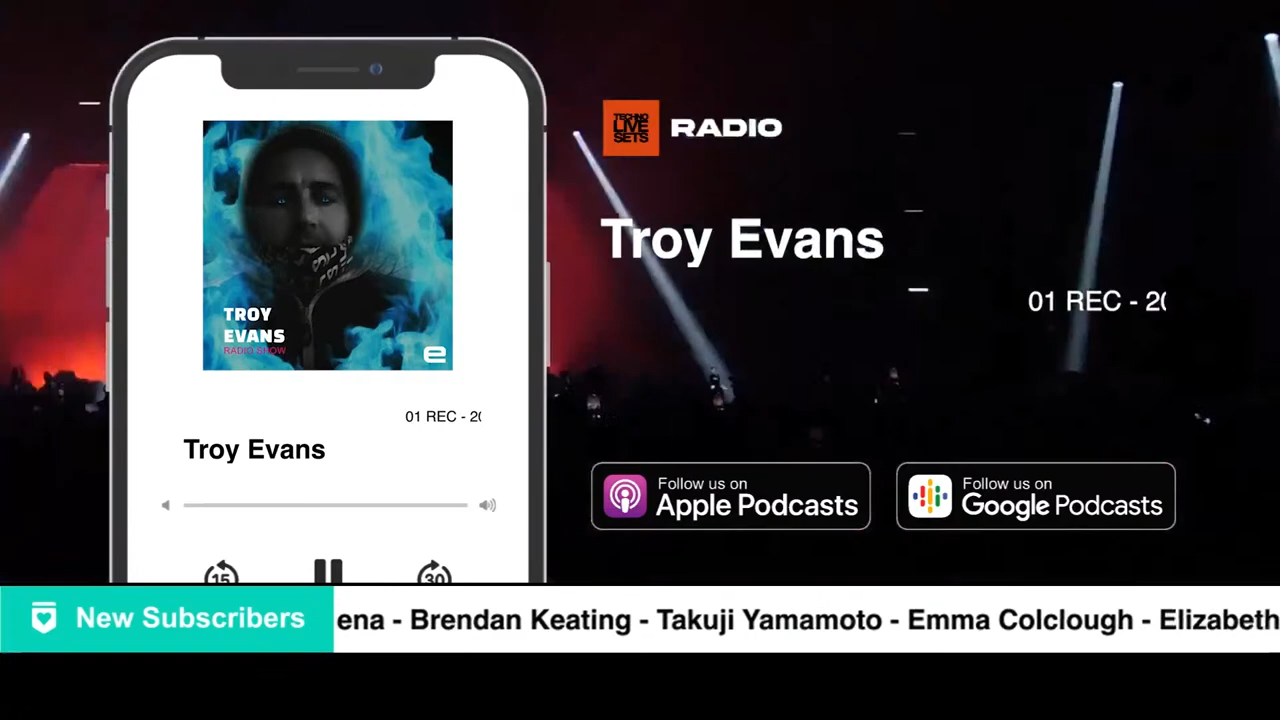 TECHNO
LIVE
SETS
RADIO
Troy Evans
01 REC - 20
Follow us on
Apple Podcasts
Follow us on
Google Podcasts
TROY
EVANS
RADIO SHOW
e
01 REC - 20
Troy Evans
15
30
New Subscribers
ena - Brendan Keating - Takuji Yamamoto - Emma Colclough - Elizabeth